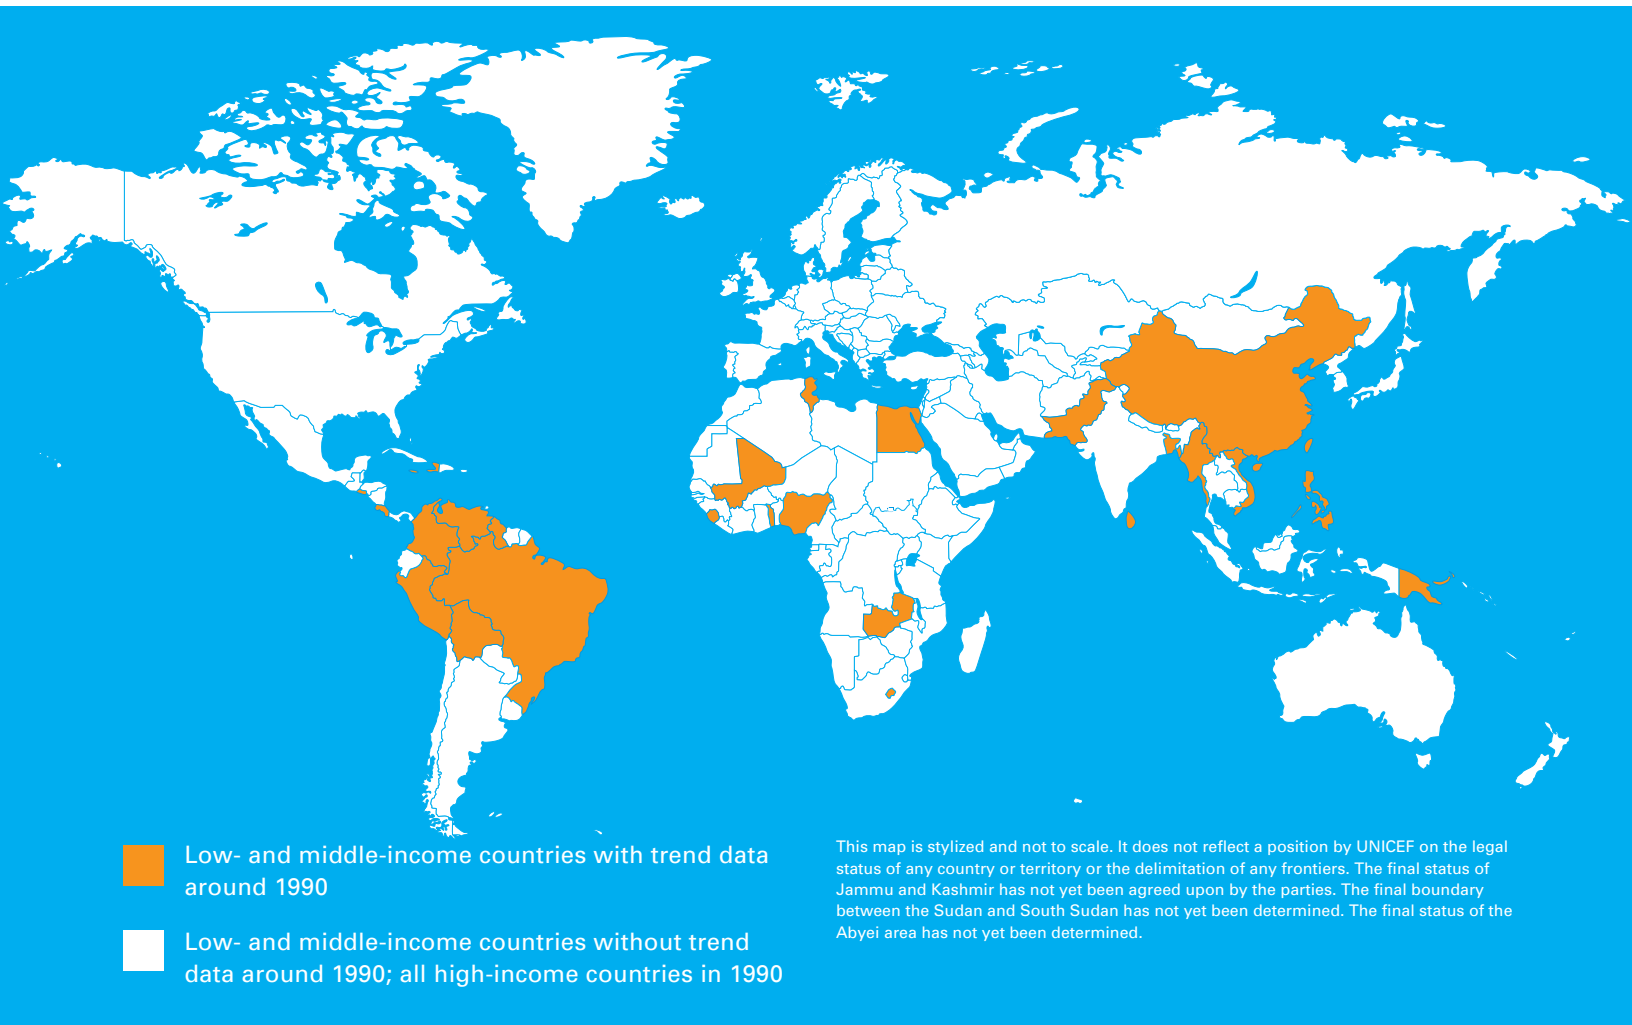 Low- and middle-income countries with trend data
around 1990
Low- and middle-income countries without trend
data around 1990; all high-income countries in 1990
This map is stylized and not to scale. It does not reflect a position by UNICEF on the legal
status of any country or territory or the delimitation of any frontiers. The final status of
Jammu and Kashmir has not yet been agreed upon by the parties. The final boundary
between the Sudan and South Sudan has not yet been determined. The final status of the
Abyei area has not yet been determined.